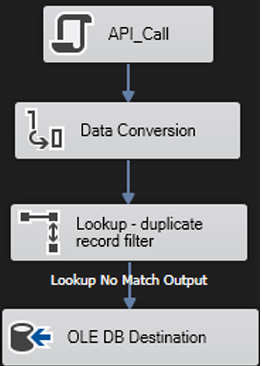 API_Call
Data Conversion
Lookup - duplicate
record filter
Lookup No Match Output
OLE DB Destination